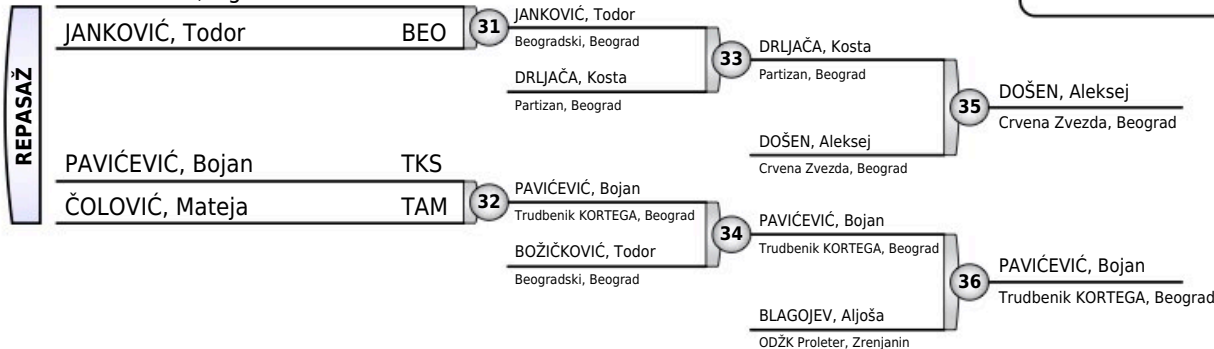 REPASAŽ
JANKOVIĆ, Todor BEO
PAVIĆEVIĆ, Bojan TKS
ČOLOVIĆ, Mateja TAM
31
JANKOVIĆ, Todor
Beogradski, Beograd
DRLJAČA, Kosta
Partizan, Beograd
32
PAVIĆEVIĆ, Bojan
Trudbenik KORTEGA, Beograd
BOŽIČKOVIĆ, Todor
Beogradski, Beograd
33
DRLJAČA, Kosta
Partizan, Beograd
DOŠEN, Aleksej
Crvena Zvezda, Beograd
34
PAVIĆEVIĆ, Bojan
Trudbenik KORTEGA, Beograd
BLAGOJEV, Aljoša
ODŽK Proleter, Zrenjanin
35
DOŠEN, Aleksej
Crvena Zvezda, Beograd
36
PAVIĆEVIĆ, Bojan
Trudbenik KORTEGA, Beograd